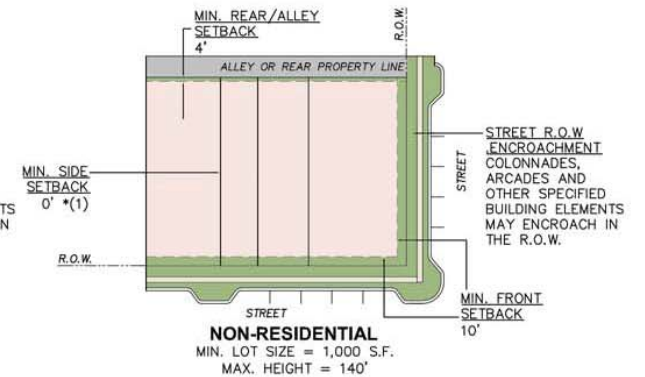 MIN. REAR/ALLEY
SETBACK
4'
R.O.W.
ALLEY OR REAR PROPERTY LINE
STREET R.O.W
.ENCROACHMENT
COLONNADES,
ARCADES AND
OTHER SPECIFIED
BUILDING ELEMENTS
MAY ENCROACH IN
THE R.O.W.
STREET
MIN. SIDE
SETBACK
0' *(1)
TS
N
R.O.W.
MIN. FRONT
SETBACK
10'
STREET
NON-RESIDENTIAL
MIN. LOT SIZE = 1,000 S.F.
MAX. HEIGHT = 140'